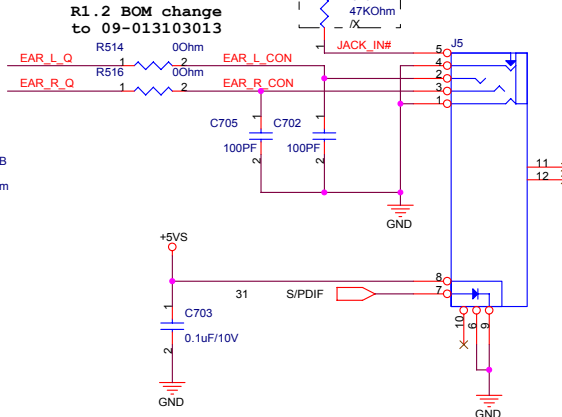 R1.2 BOM change
to 09-013103013
47KOhm
/X
1
JACK_IN#
J5
5
R514
0Ohm
EAR_L_Q
1
2
EAR_L_CON
4
R516
0Ohm
2
EAR_R_Q
1
2
EAR_R_CON
3
1
1
1
C705
C702
B
100PF
100PF
2
2
11
12
m
GND
+5VS
8
31
S/PDIF
7
1
C703
0.1uF/10V
2
10
6
9
GND
GND